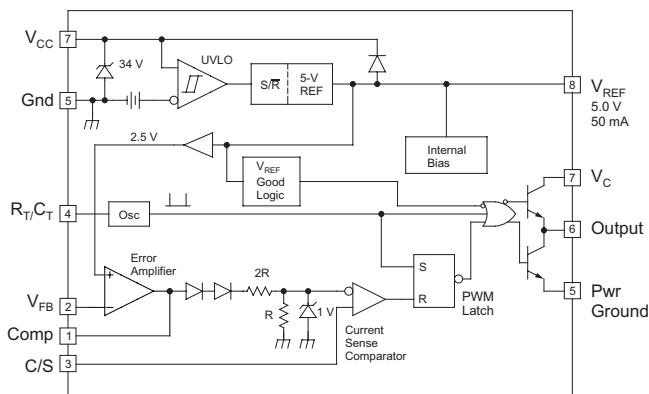 VCC
7
34 V
UVLO
S/R̅
5-V
REF
8
VREF
5.0 V
50 mA
Gnd
5
2.5 V
Internal
Bias
VREF
Good
Logic
7
VC
RT/CT
4
Osc
6
Output
Error
Amplifier
+
−
2R
R
1 V
S
R
PWM
Latch
5
Pwr
Ground
VFB
2
Comp
1
Current
Sense
Comparator
C/S
3